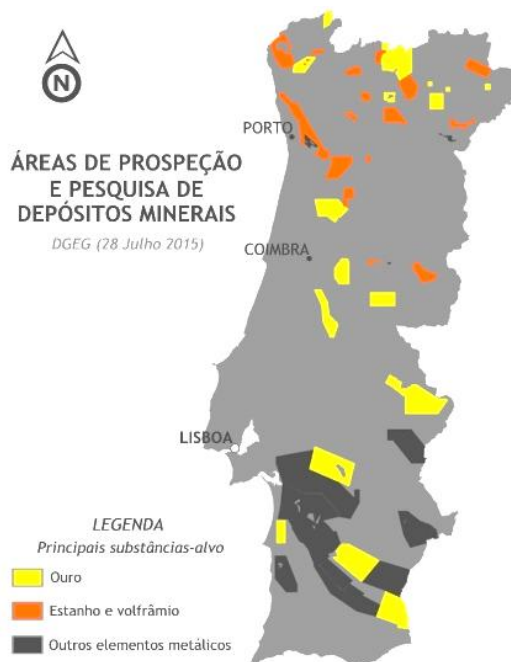 N
PORTO
ÁREAS DE PROSPEÇÃO
E PESQUISA DE
DEPÓSITOS MINERAIS
DGEG (28 Julho 2015)
COIMBRA
LISBOA
LEGENDA
Principais substâncias-alvo
Ouro
Estanho e volfrâmio
Outros elementos metálicos